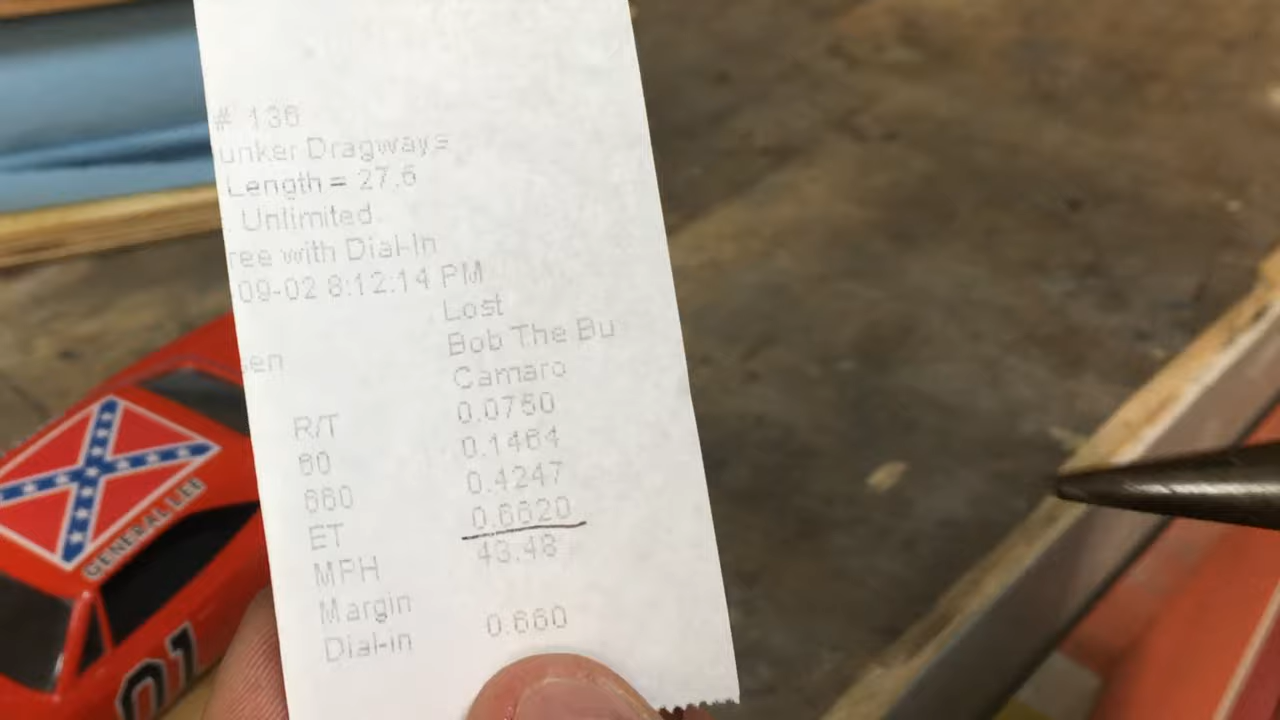 # 136
unker Dragways
Length = 27.6
: Unlimited
ree with Dial-In
09-02 8:12:14 PM
Lost
sen Bob The Bu
Camaro
R/T 0.0750
60 0.1464
660 0.4247
ET 0.6620
MPH 43.48
Margin
Dial-in 0.660
GENERAL LEE
01